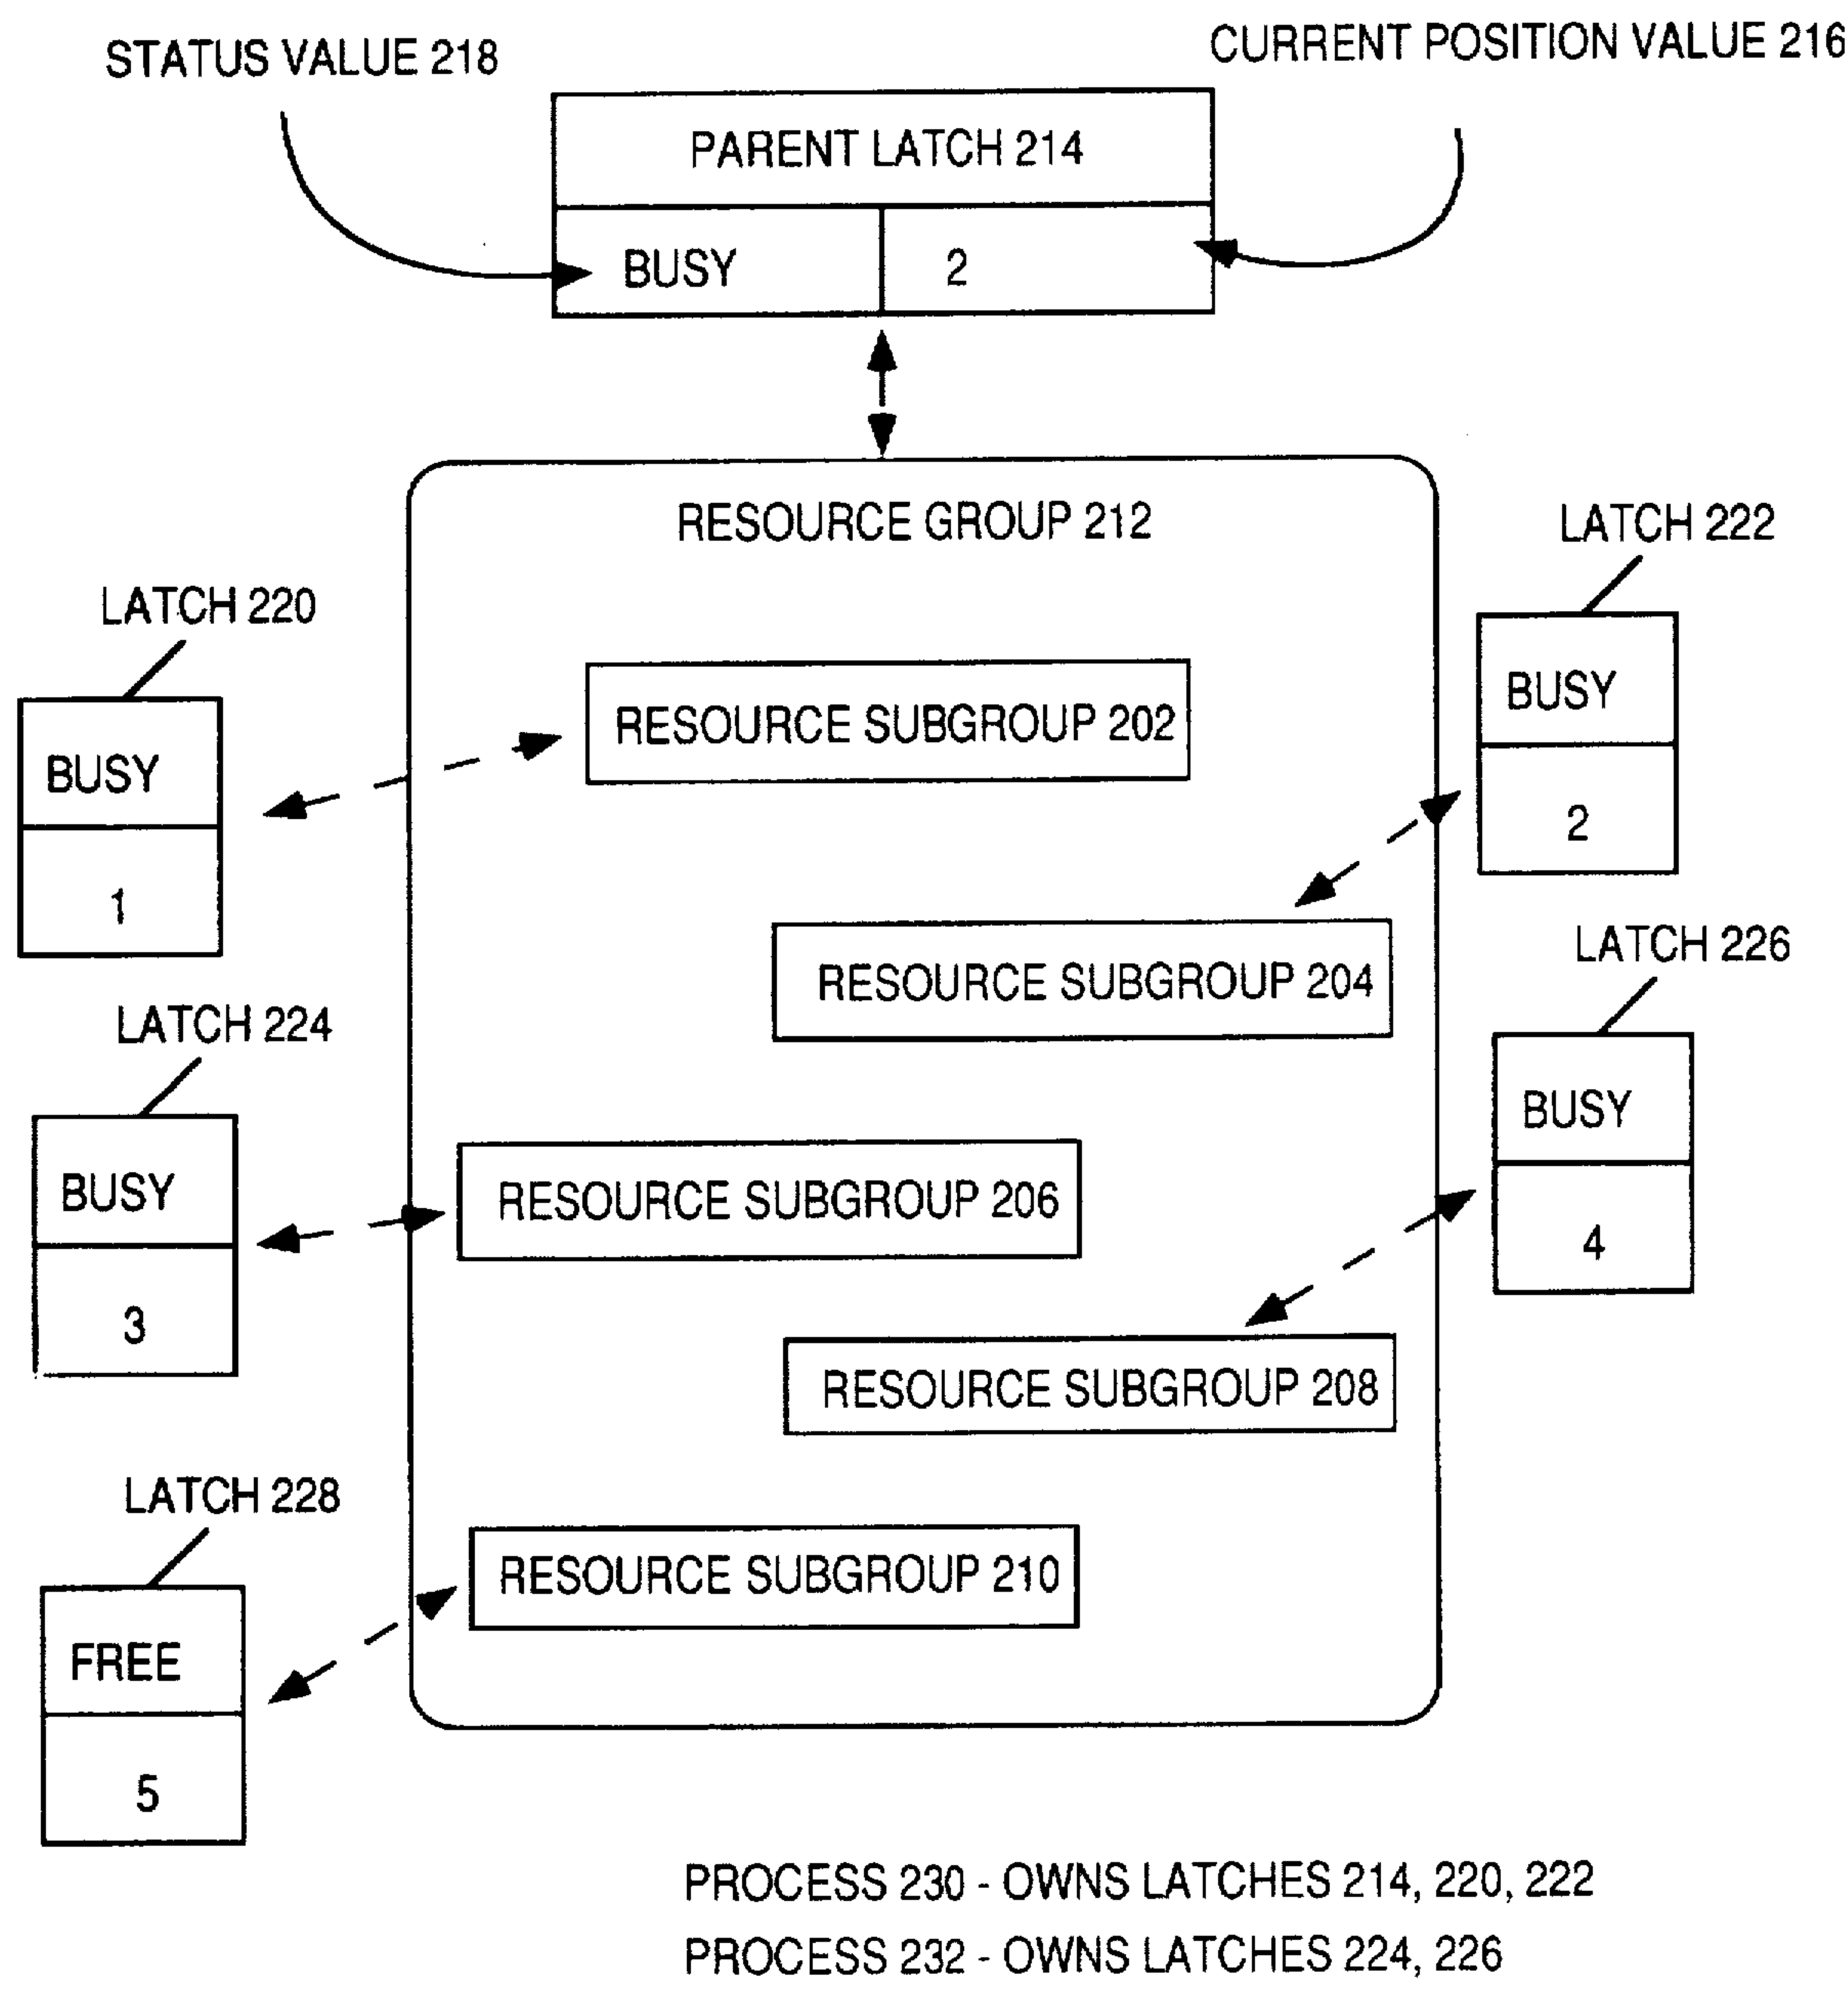 STATUS VALUE 218
CURRENT POSITION VALUE 216
PARENT LATCH 214
BUSY
2
RESOURCE GROUP 212
LATCH 220
BUSY
1
RESOURCE SUBGROUP 202
LATCH 222
BUSY
2
RESOURCE SUBGROUP 204
LATCH 224
BUSY
3
RESOURCE SUBGROUP 206
LATCH 226
BUSY
4
RESOURCE SUBGROUP 208
LATCH 228
FREE
5
RESOURCE SUBGROUP 210
PROCESS 230 - OWNS LATCHES 214, 220, 222
PROCESS 232 - OWNS LATCHES 224, 226